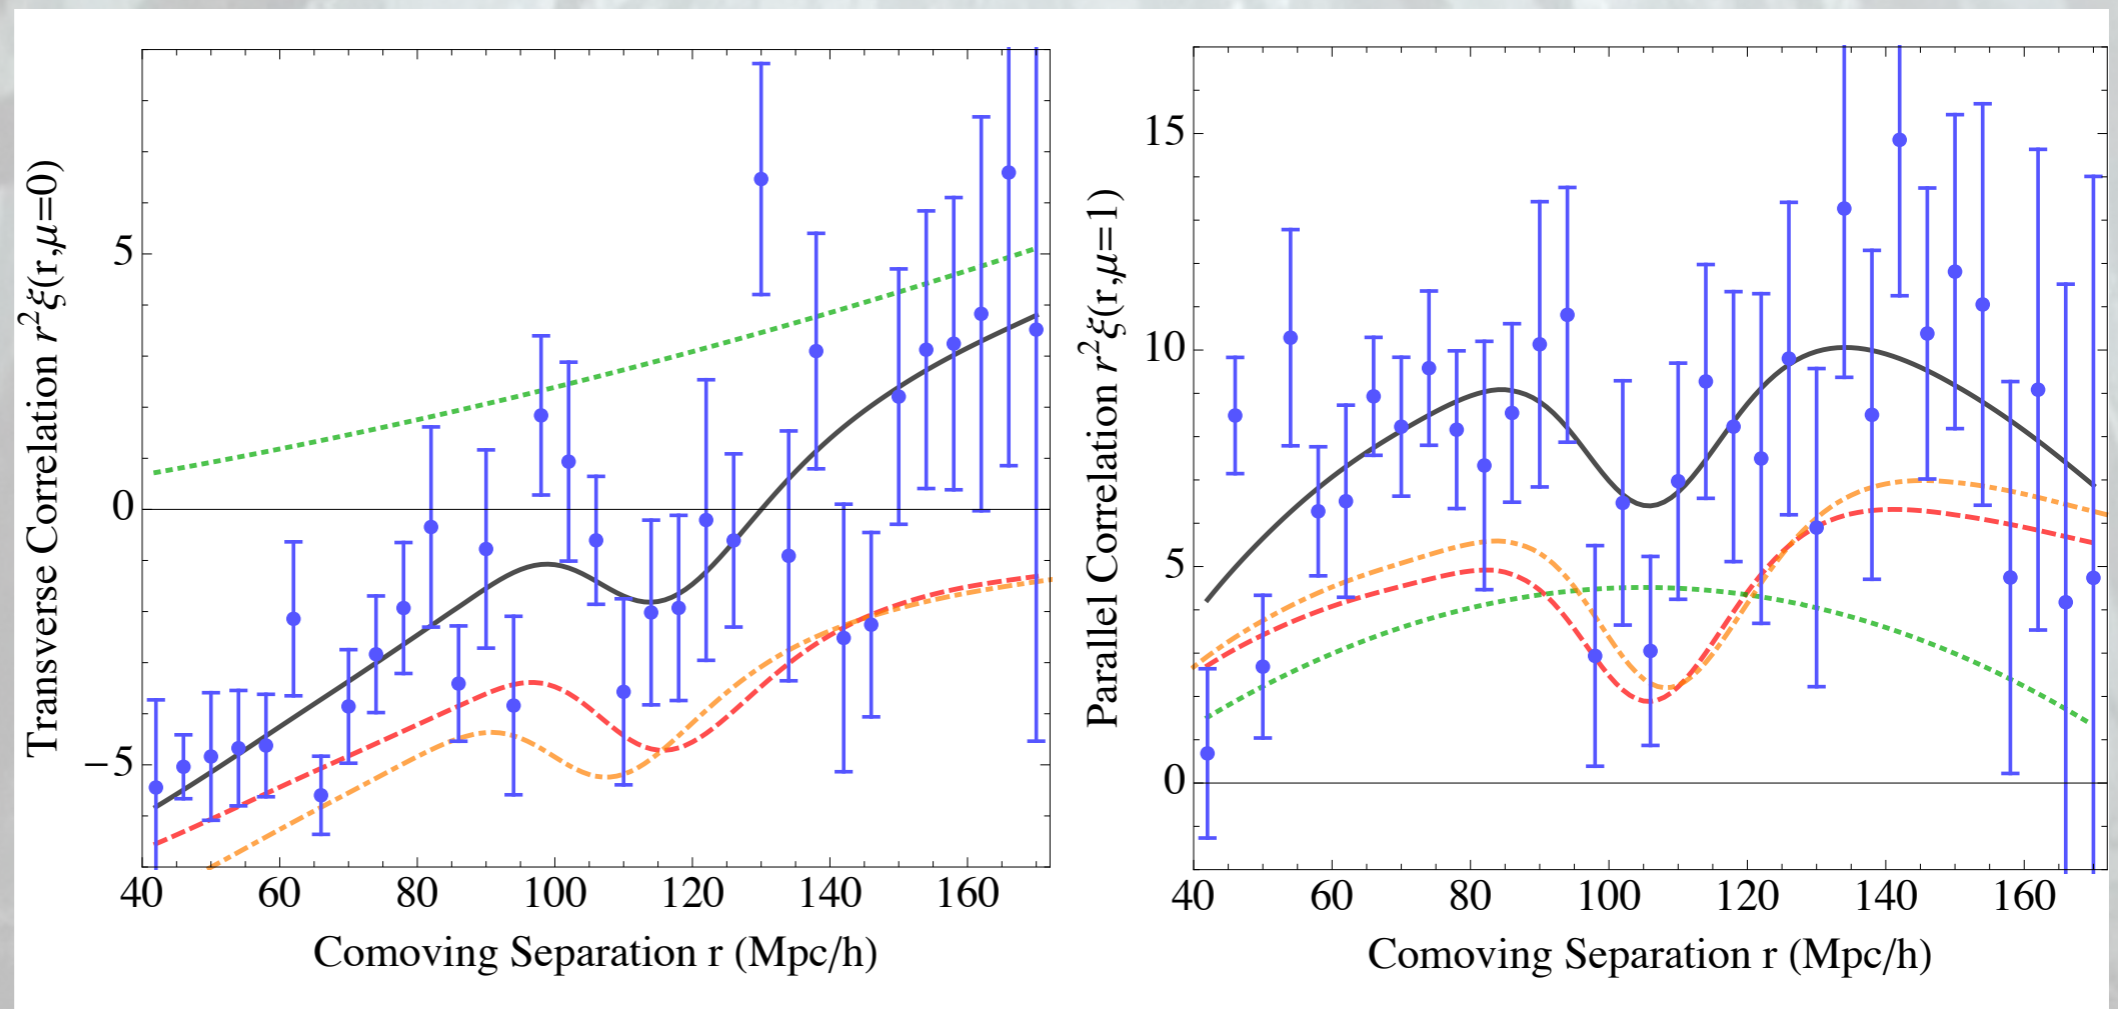 Transverse Correlation r²ξ(r,μ=0)
5
0
−5
40 60 80 100 120 140 160
Comoving Separation r (Mpc/h)
Parallel Correlation r²ξ(r,μ=1)
15
10
5
0
40 60 80 100 120 140 160
Comoving Separation r (Mpc/h)